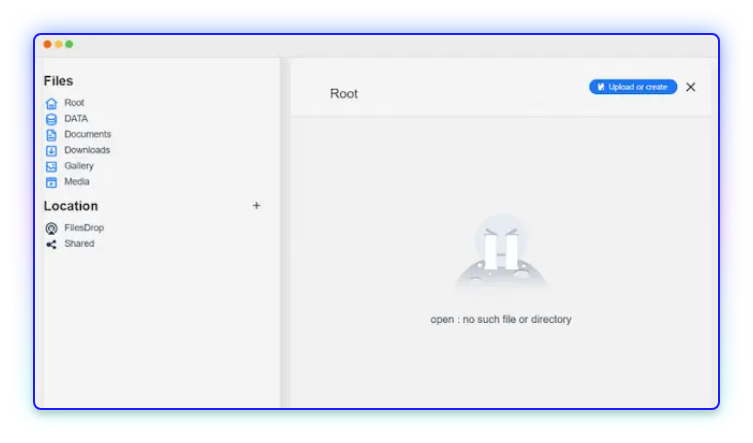 Files
Root
DATA
Documents
Downloads
Gallery
Media
Location +
FilesDrop
Shared
Root
Upload or create
open : no such file or directory